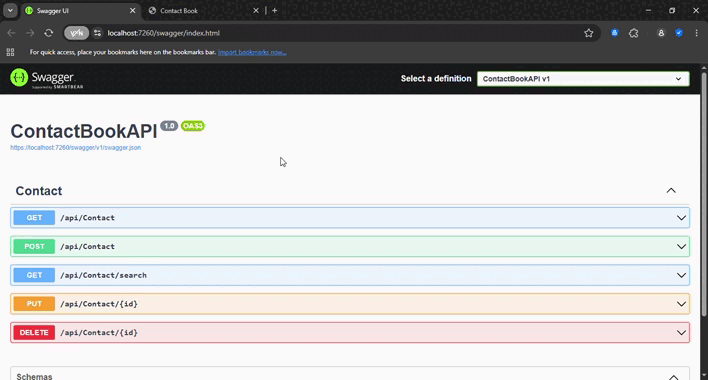 Swagger UI
Contact Book
localhost:7260/swagger/index.html
For quick access, place your bookmarks here on the bookmarks bar. Import bookmarks now...
Swagger
Supported by SMARTBEAR
Select a definition
ContactBookAPI v1
ContactBookAPI 1.0 OAS3
https://localhost:7260/swagger/v1/swagger.json
Contact
GET /api/Contact
POST /api/Contact
GET /api/Contact/search
PUT /api/Contact/{id}
DELETE /api/Contact/{id}
Schemas